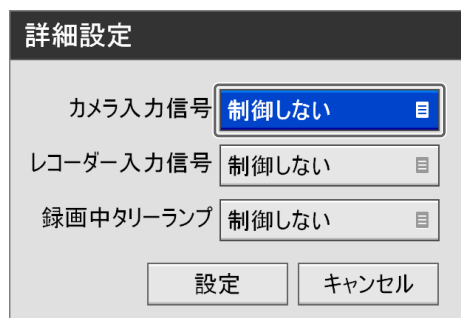 詳細設定
カメラ入力信号 制御しない
レコーダー入力信号 制御しない
録画中タリーランプ 制御しない
設定 キャンセル